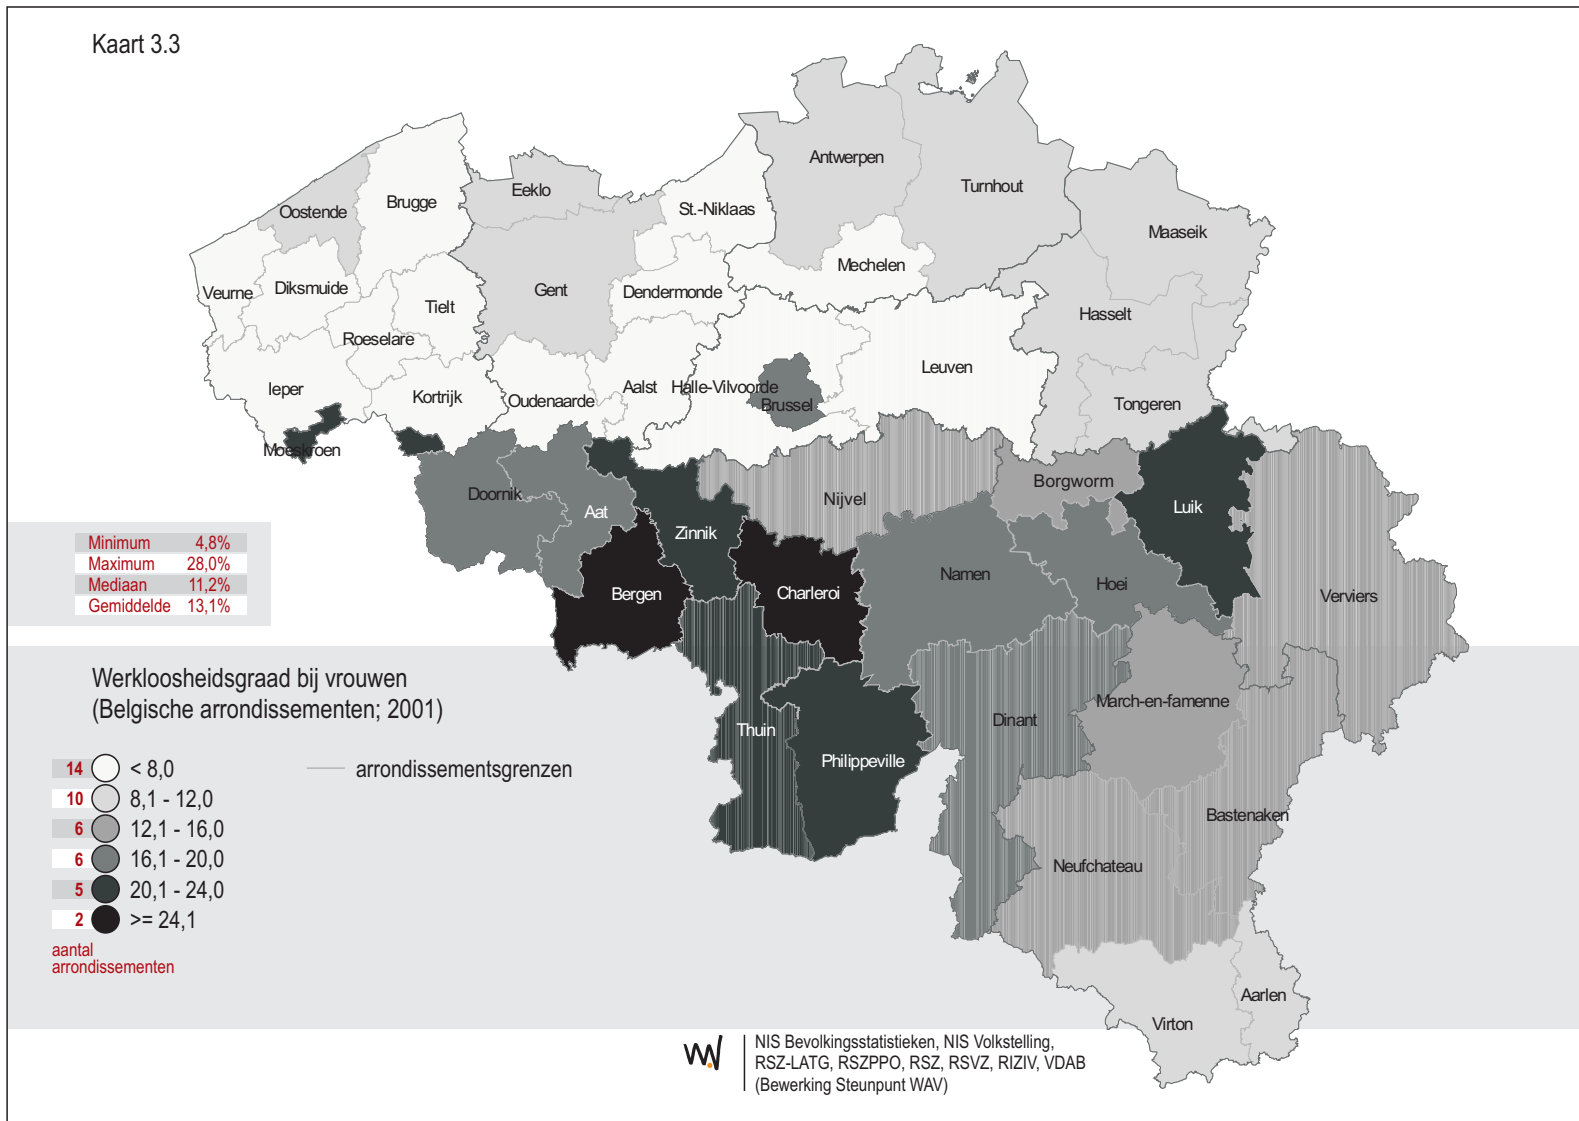 Kaart 3.3
Antwerpen
Turnhout
Eeklo
Brugge
Oostende
St.-Niklaas
Maaseik
Mechelen
Veurne
Diksmuide
Gent
Dendermonde
Tielt
Hasselt
Roeselare
Leuven
Ieper
Kortrijk
Oudenaarde
Aalst
Halle-Vilvoorde
Brussel
Tongeren
Moeskroen
Doornik
Aat
Zinnik
Nijvel
Borgworm
Luik
Bergen
Charleroi
Namen
Hoei
Verviers
March-en-famenne
Dinant
Thuin
Philippeville
Bastenaken
Neufchateau
Aarlen
Virton
Minimum 4,8%
Maximum 28,0%
Mediaan 11,2%
Gemiddelde 13,1%
Werkloosheidsgraad bij vrouwen
(Belgische arrondissementen; 2001)
14 < 8,0
10 8,1 - 12,0
6 12,1 - 16,0
6 16,1 - 20,0
5 20,1 - 24,0
2 >= 24,1
aantal
arrondissementen
arrondissementsgrenzen
NIS Bevolkingsstatistieken, NIS Volkstelling,
RSZ-LATG, RSZPPO, RSZ, RSVZ, RIZIV, VDAB
(Bewerking Steunpunt WAV)